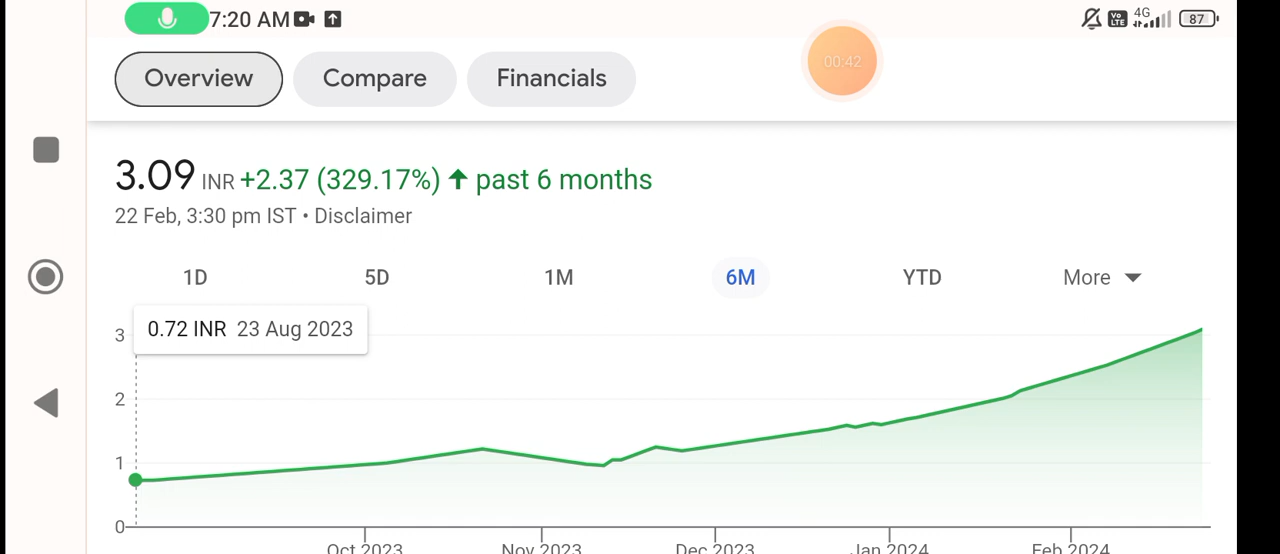 7:20 AM
Vo LTE 4G 87
00:42
Overview Compare Financials
3.09 INR +2.37 (329.17%) past 6 months
22 Feb, 3:30 pm IST • Disclaimer
1D 5D 1M 6M YTD More
0.72 INR 23 Aug 2023
3
2
1
0
Oct 2023 Nov 2023 Dec 2023 Jan 2024 Feb 2024